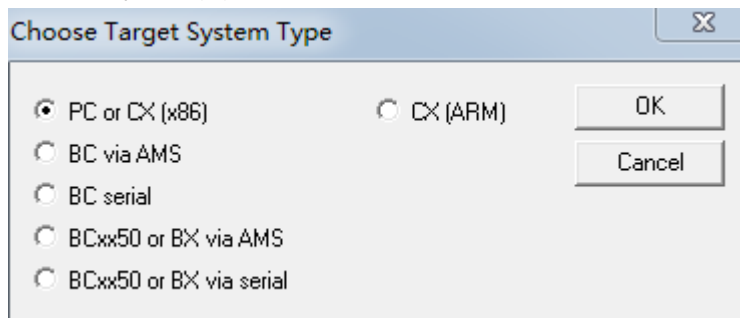 Choose Target System Type
PC or CX (x86) CX (ARM) OK
BC via AMS Cancel
BC serial
BCxx50 or BX via AMS
BCxx50 or BX via serial